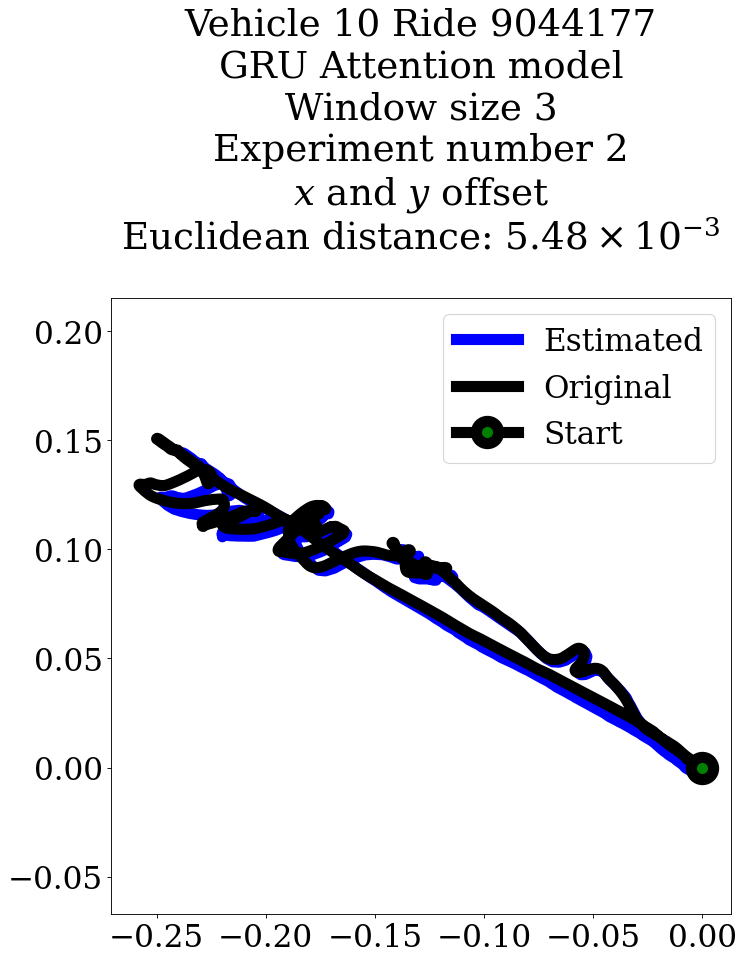 Vehicle 10 Ride 9044177
GRU Attention model
Window size 3
Experiment number 2
x and y offset
Euclidean distance: 5.48 × 10⁻³
Estimated
Original
Start
0.20
0.15
0.10
0.05
0.00
−0.05
−0.25 −0.20 −0.15 −0.10 −0.05 0.00